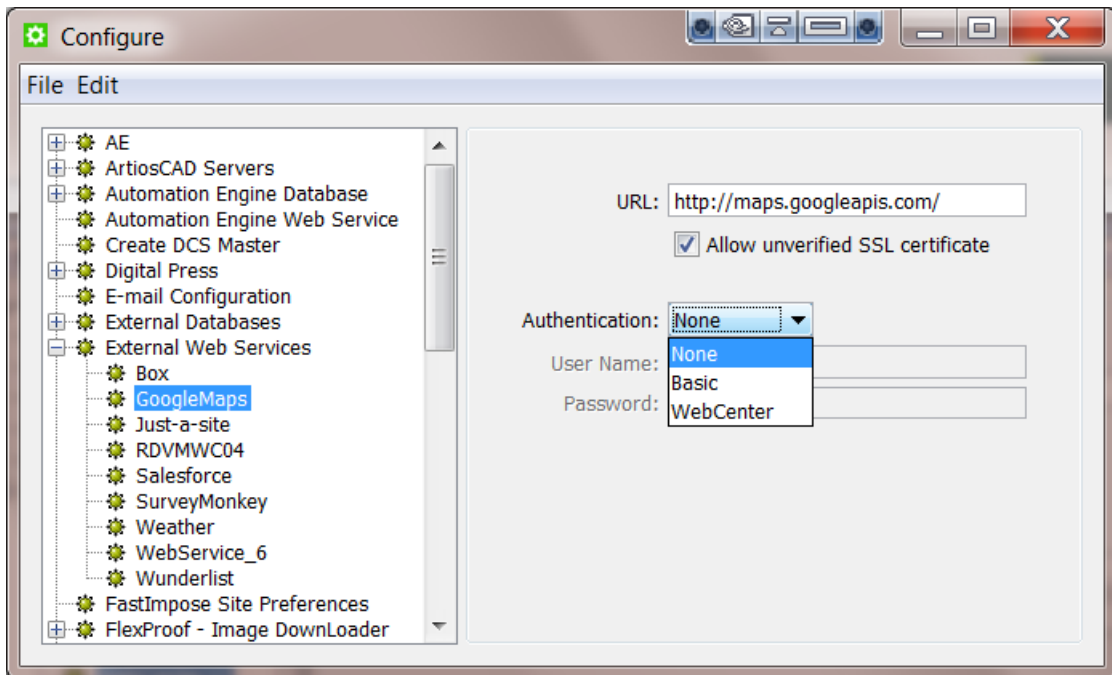 Configure
File Edit
AE
ArtiosCAD Servers
Automation Engine Database
Automation Engine Web Service
Create DCS Master
Digital Press
E-mail Configuration
External Databases
External Web Services
Box
GoogleMaps
Just-a-site
RDVMWC04
Salesforce
SurveyMonkey
Weather
WebService_6
Wunderlist
FastImpose Site Preferences
FlexProof - Image DownLoader
URL: http://maps.googleapis.com/
Allow unverified SSL certificate
Authentication: None
None
User Name:
Basic
Password:
WebCenter